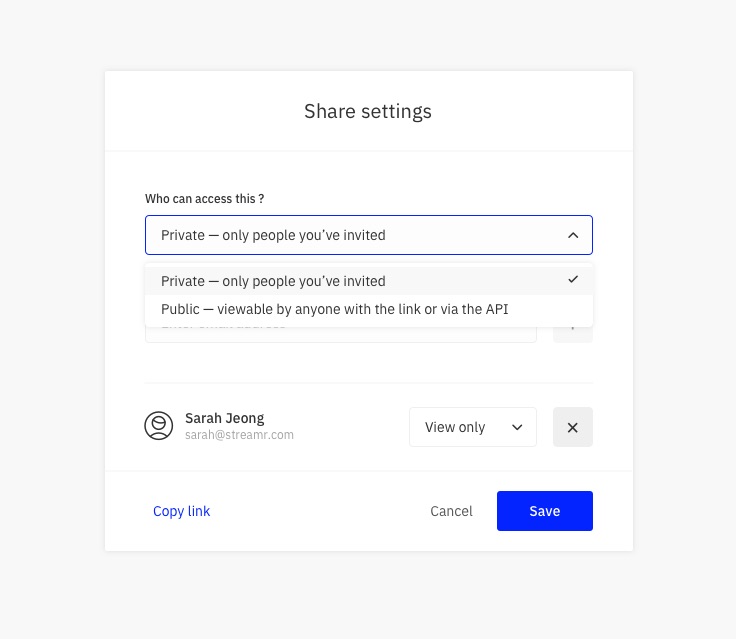 Share settings
Who can access this ?
Private — only people you’ve invited
Private — only people you’ve invited
Public — viewable by anyone with the link or via the API
Sarah Jeong
View only
sarah@streamr.com
Copy link
Cancel
Save